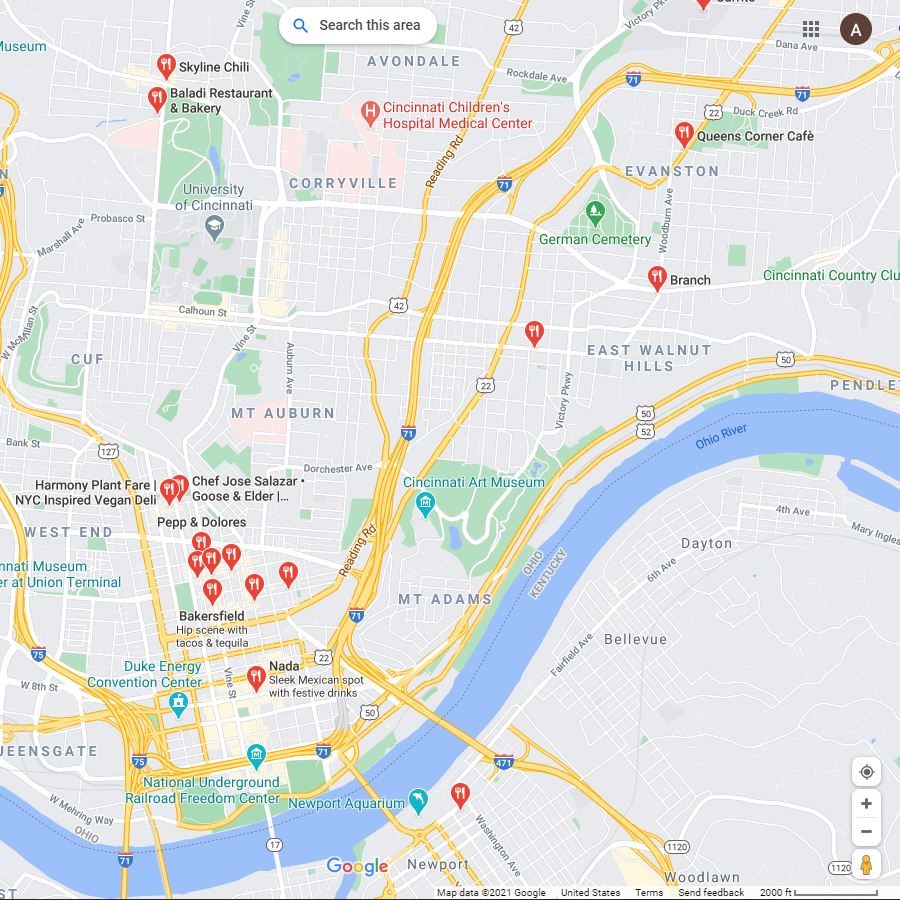 Search this area
A
Museum
Vine St
Skyline Chili
Baladi Restaurant
& Bakery
AVONDALE
42
Victory Pkwy
Dana Ave
Rockdale Ave
71
71
22
Duck Creek Rd
Cincinnati Children's
Hospital Medical Center
Reading Rd
Queens Corner Cafè
EVANSTON
CORRYVILLE
71
University
of Cincinnati
Probasco St
Marshall Ave
Woodburn Ave
German Cemetery
Cincinnati Country Clu
Branch
42
Calhoun St
W McMillan St
Vine St
Auburn Ave
CUF
EAST WALNUT
HILLS
50
22
PENDLET
Victory Pkwy
MT AUBURN
50
52
71
Ohio River
Bank St
127
Dorchester Ave
Harmony Plant Fare |
NYC Inspired Vegan Deli
Chef Jose Salazar •
Goose & Elder |...
Cincinnati Art Museum
Pepp & Dolores
WEST END
4th Ave
Mary Ingles
Dayton
6th Ave
Reading Rd
OHIO
KENTUCKY
nnati Museum
er at Union Terminal
MT ADAMS
Bakersfield
Hip scene with
tacos & tequila
71
Bellevue
Fairfield Ave
75
22
Duke Energy
Convention Center
Vine St
Nada
Sleek Mexican spot
with festive drinks
W 8th St
50
UEENSGATE
75
71
471
National Underground
Railroad Freedom Center
Newport Aquarium
W Mehring Way
OHIO
Washington Ave
17
71
1120
1120
Newport
Woodlawn
Google
Map data ©2021 Google
United States
Terms
Send feedback
2000 ft